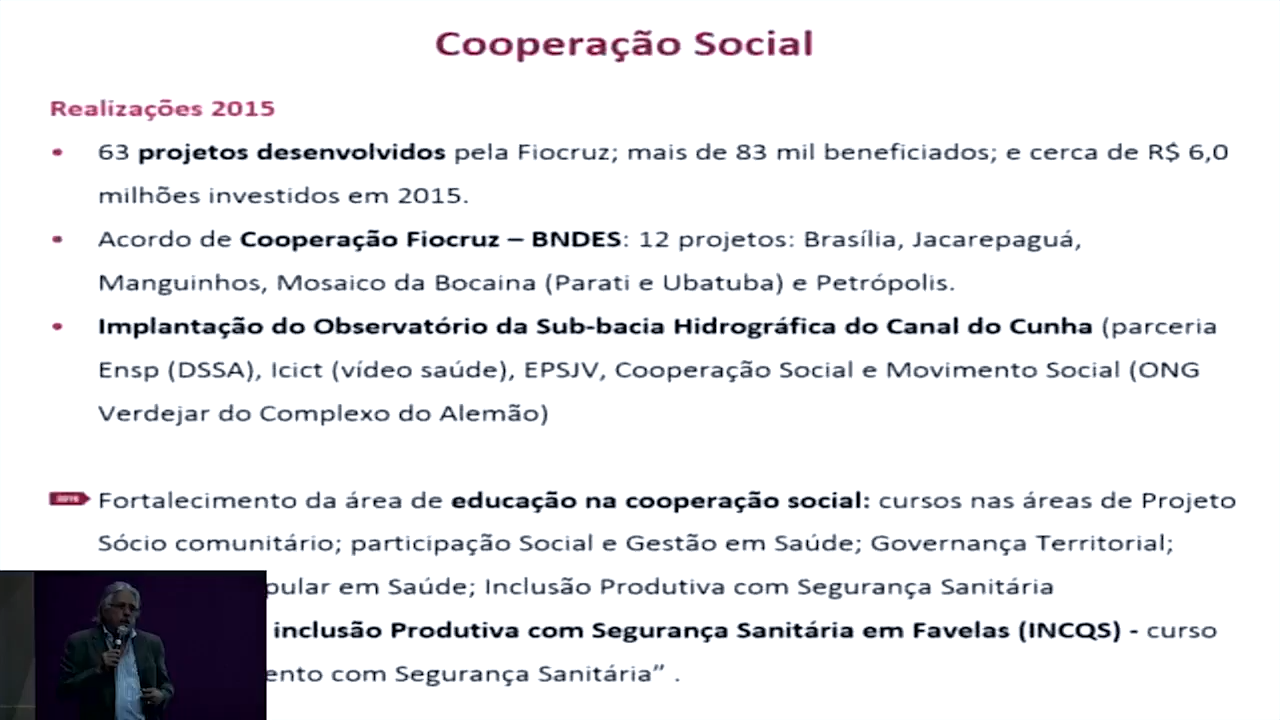 Cooperação Social
Realizações 2015
• 63 projetos desenvolvidos pela Fiocruz; mais de 83 mil beneficiados; e cerca de R$ 6,0
milhões investidos em 2015.
• Acordo de Cooperação Fiocruz – BNDES: 12 projetos: Brasília, Jacarepaguá,
Manguinhos, Mosaico da Bocaina (Parati e Ubatuba) e Petrópolis.
• Implantação do Observatório da Sub-bacia Hidrográfica do Canal do Cunha (parceria
Ensp (DSSA), Icict (vídeo saúde), EPSJV, Cooperação Social e Movimento Social (ONG
Verdejar do Complexo do Alemão)
Fortalecimento da área de educação na cooperação social: cursos nas áreas de Projeto
Sócio comunitário; participação Social e Gestão em Saúde; Governança Territorial;
pular em Saúde; Inclusão Produtiva com Segurança Sanitária
inclusão Produtiva com Segurança Sanitária em Favelas (INCQS) - curso
ento com Segurança Sanitária” .